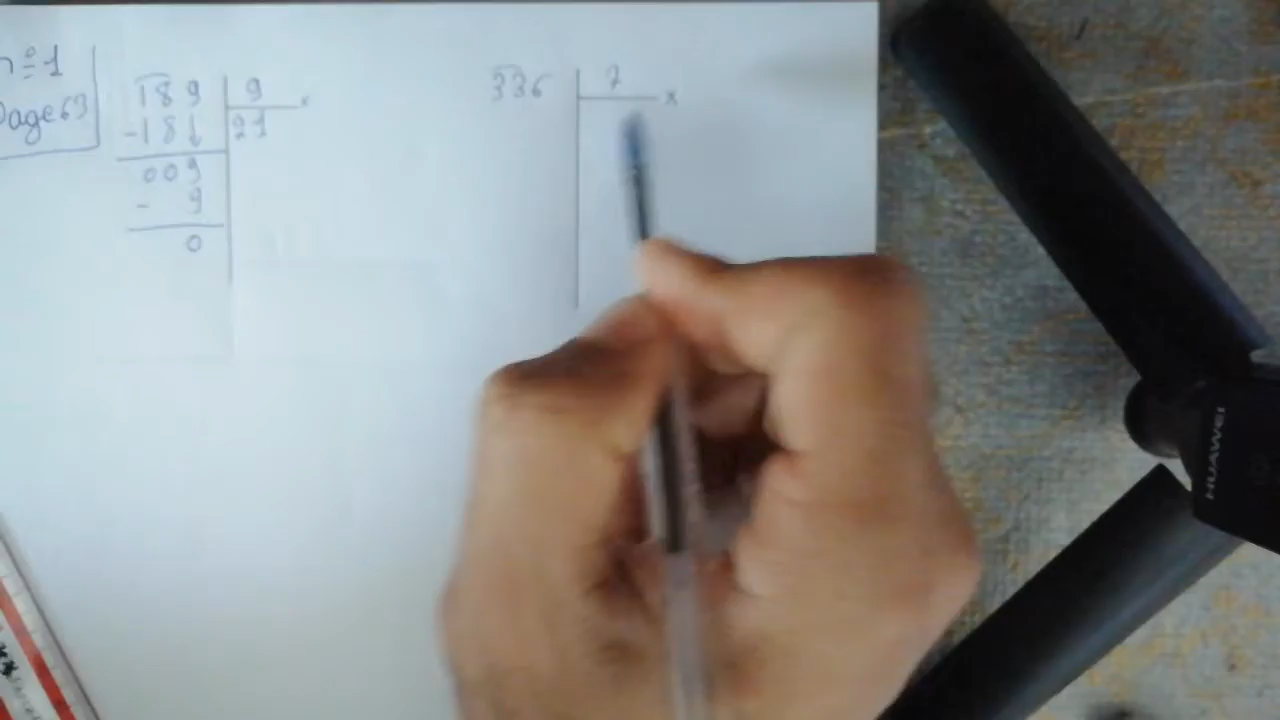 n° 1
Page 63
189 9
-18↓ 21
009
- 9
0
336 7 x
HUAWEI